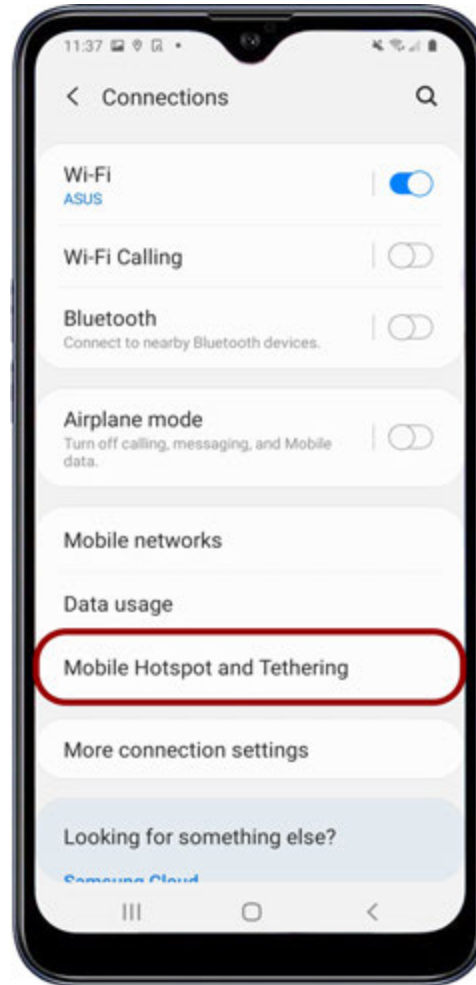 11:37
Connections
Wi-Fi
ASUS
Wi-Fi Calling
Bluetooth
Connect to nearby Bluetooth devices.
Airplane mode
Turn off calling, messaging, and Mobile
data.
Mobile networks
Data usage
Mobile Hotspot and Tethering
More connection settings
Looking for something else?
Samsung Cloud